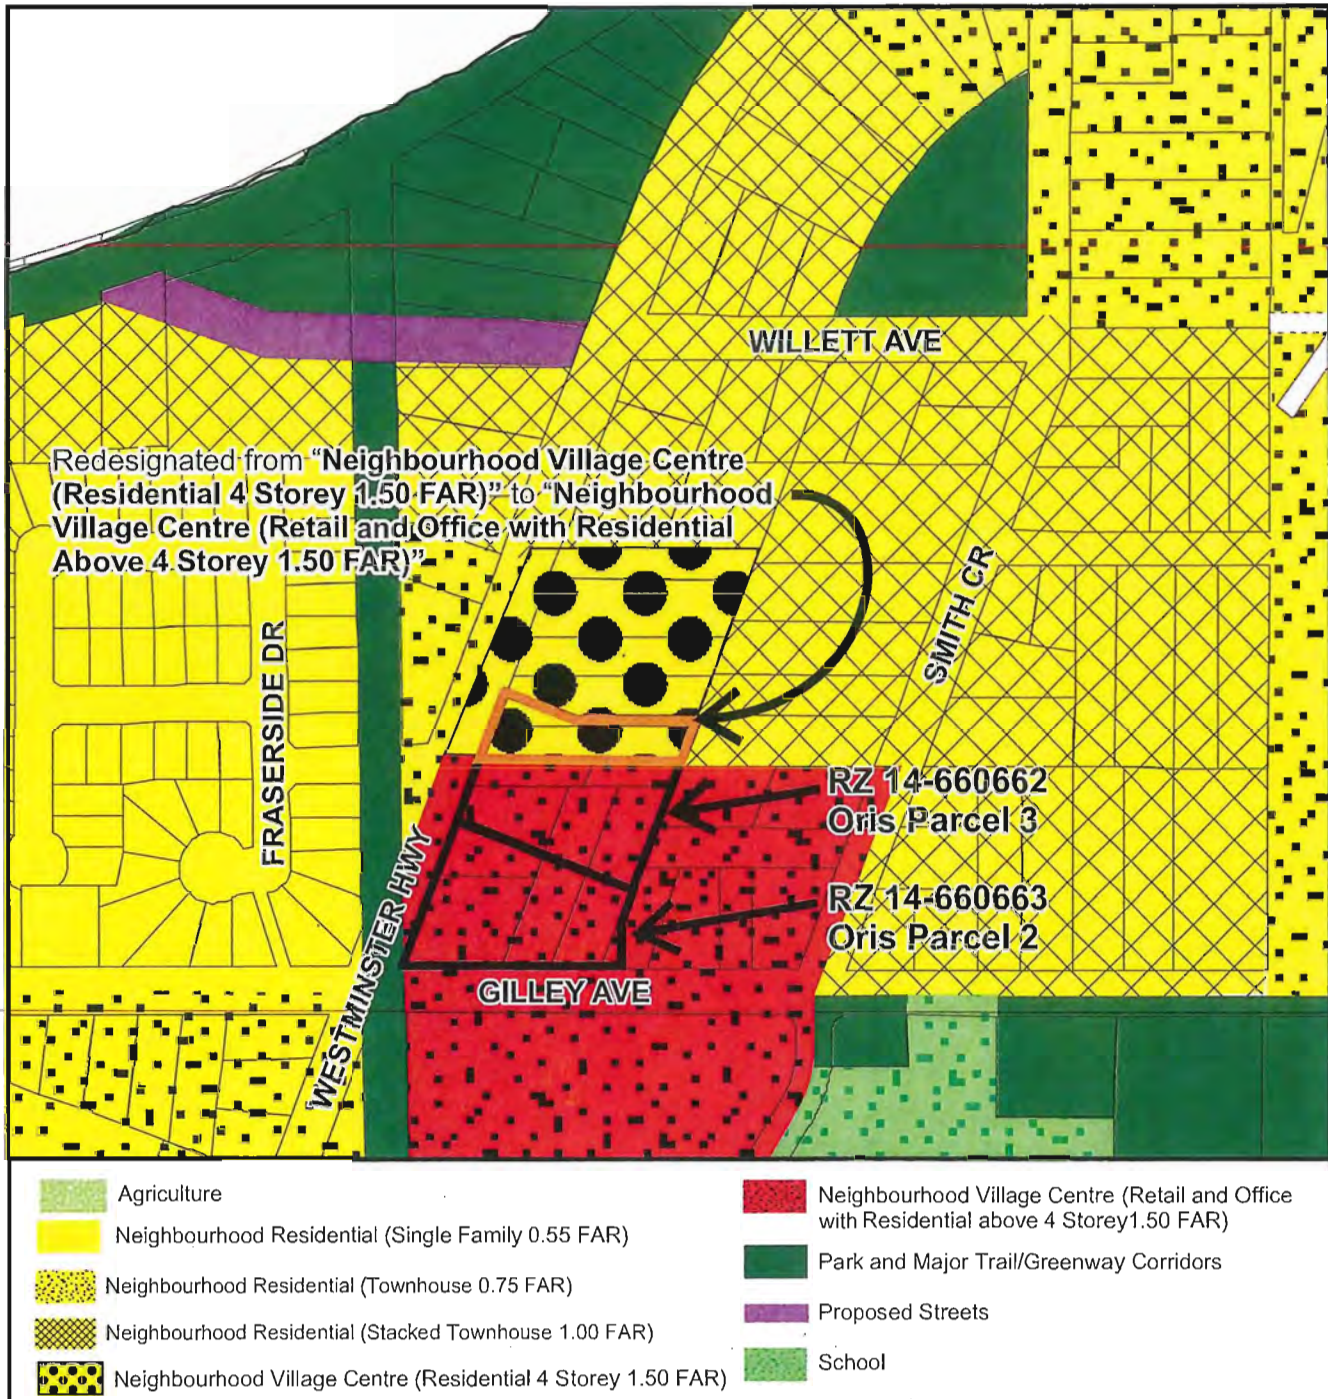 WILLETT AVE
Redesignated from “Neighbourhood Village Centre
(Residential 4 Storey 1.50 FAR)” to “Neighbourhood
Village Centre (Retail and Office with Residential
Above 4 Storey 1.50 FAR)”
SMITH CR
FRASERSIDE DR
RZ 14-660662
Oris Parcel 3
WESTMINSTER HWY
RZ 14-660663
Oris Parcel 2
GILLEY AVE
Agriculture
Neighbourhood Residential (Single Family 0.55 FAR)
Neighbourhood Residential (Townhouse 0.75 FAR)
Neighbourhood Residential (Stacked Townhouse 1.00 FAR)
Neighbourhood Village Centre (Residential 4 Storey 1.50 FAR)
Neighbourhood Village Centre (Retail and Office
with Residential above 4 Storey1.50 FAR)
Park and Major Trail/Greenway Corridors
Proposed Streets
School